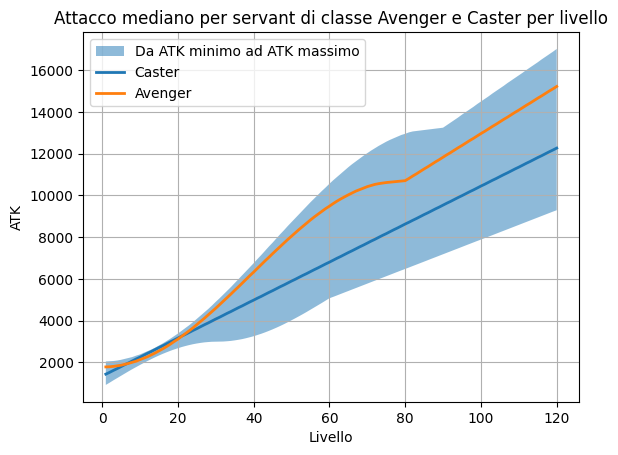 Attacco mediano per servant di classe Avenger e Caster per livello
Da ATK minimo ad ATK massimo
Caster
Avenger
ATK
16000
14000
12000
10000
8000
6000
4000
2000
0 20 40 60 80 100 120
Livello